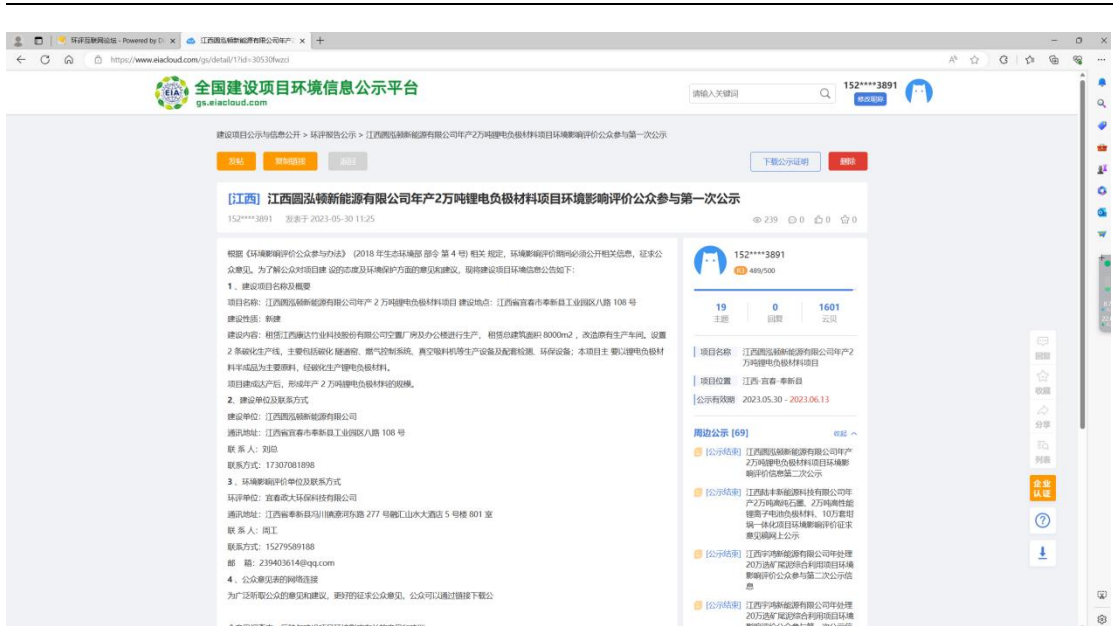 环评互联网论坛 - Powered by Di
江西圆泓顿新能源有限公司年产
https://www.eiacloud.com/gs/detail/1?id=30530fwzci
EIA
全国建设项目环境信息公示平台
gs.eiacloud.com
请输入关键词
152****3891
修改昵称
建设项目公示与信息公开 > 环评报告公示 > 江西圆泓顿新能源有限公司年产2万吨锂电负极材料项目环境影响评价公众参与第一次公示
发帖
复制链接
返回
下载公示证明
删除
[江西] 江西圆泓顿新能源有限公司年产2万吨锂电负极材料项目环境影响评价公众参与第一次公示
152****3891 发表于 2023-05-30 11:25
239 0 0 0
根据《环境影响评价公众参与办法》 (2018 年生态环境部 部令 第 4 号) 相关 规定，环境影响评价期间必须公开相关信息，征求公
众意见。为了解公众对项目建 设的态度及环境保护方面的意见和建议，现将建设项目环境信息公告如下：
1 、建设项目名称及概要
项目名称：江西圆泓顿新能源有限公司年产 2 万吨锂电负极材料项目 建设地点：江西省宜春市奉新县工业园区八路 108 号
建设性质：新建
建设内容：租赁江西康达竹业科技股份有限公司空置厂房及办公楼进行生产， 租赁总建筑面积 8000m2 ，改造原有生产车间。设置
2 条碳化生产线，主要包括碳化 隧道窑、燃气控制系统、真空吸料机等生产设备及配套检测、环保设备；本项目主 要以锂电负极材
料半成品为主要原料，经碳化生产锂电负极材料。
项目建成达产后，形成年产 2 万吨锂电负极材料的规模。
2、建设单位及联系方式
建设单位：江西圆泓顿新能源有限公司
通讯地址：江西省宜春市奉新县工业园区八路 108 号
联 系 人：刘总
联系方式：17307081898
3 、环境影响评价单位及联系方式
环评单位：宜春政大环保科技有限公司
通讯地址：江西省奉新县冯川镇潦河东路 277 号融汇山水大酒店 5 号楼 801 室
联 系 人：周工
联系方式：15279589188
邮 箱：239403614@qq.com
4 、公众意见表的网络连接
为广泛听取公众的意见和建议，更好的征求公众意见，公众可以通过链接下载公
152****3891
489/500
19 0 1601
主题 回复 云贝
项目名称 江西圆泓顿新能源有限公司年产2
万吨锂电负极材料项目
项目位置 江西-宜春-奉新县
公示有效期 2023.05.30 - 2023.06.13
周边公示 [69] 收起
[公示结束] 江西圆泓顿新能源有限公司年产
2万吨锂电负极材料项目环境影
响评价信息第二次公示
[公示结束] 江西陆丰新能源科技有限公司年
产2万吨高纯石墨、2万吨高性能
锂离子电池负极材料、10万套坩
埚一体化项目环境影响评价征求
意见稿网上公示
[公示结束] 江西宇鸿新能源有限公司年处理
20万选矿尾泥综合利用项目环境
影响评价公众参与第二次公示信
息
[公示结束] 江西宇鸿新能源有限公司年处理
20万选矿尾泥综合利用项目环境
回复
收藏
分享
列表
企业
认证